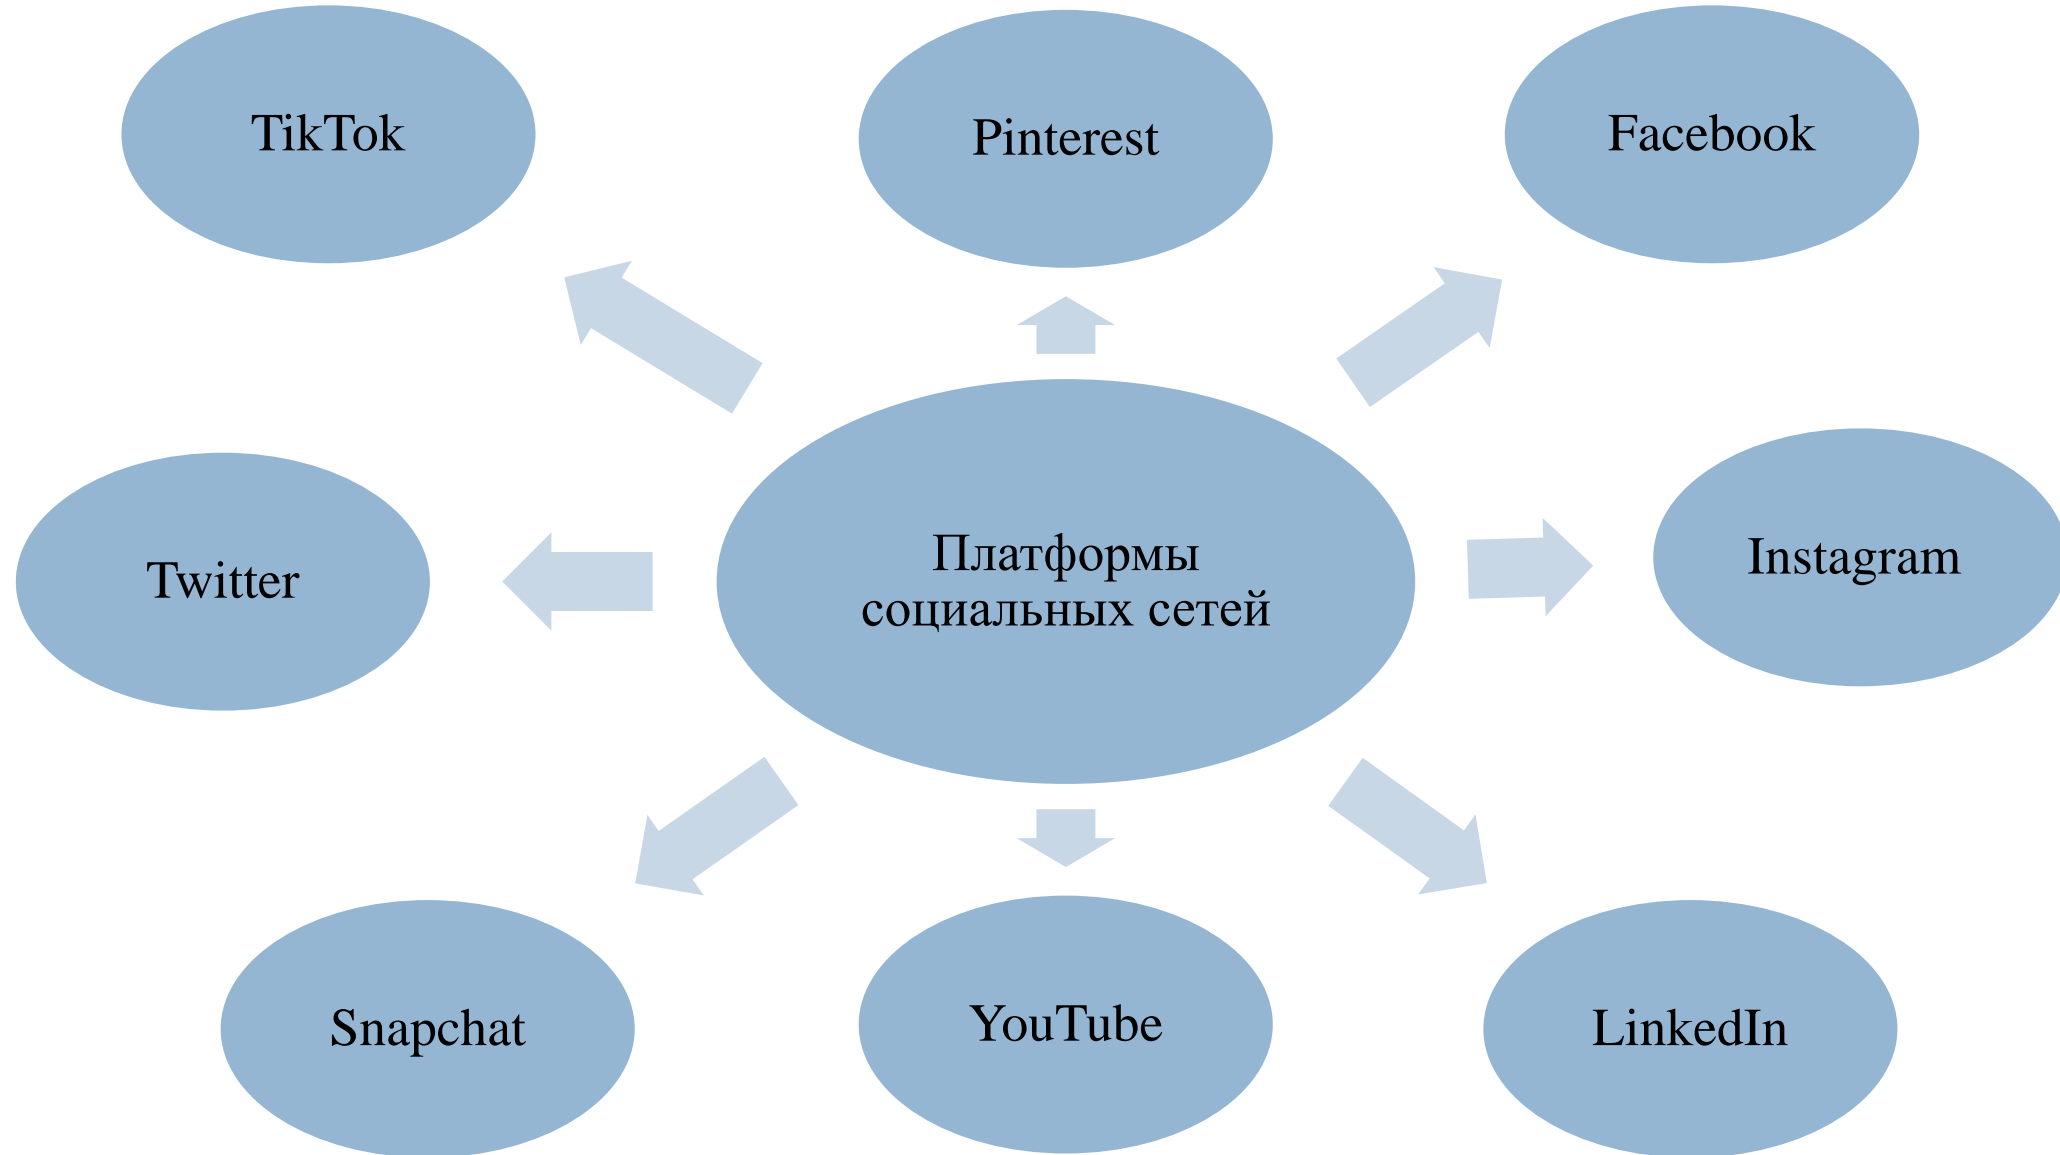 TikTok
Pinterest
Facebook
Twitter
Платформы
социальных сетей
Instagram
Snapchat
YouTube
LinkedIn